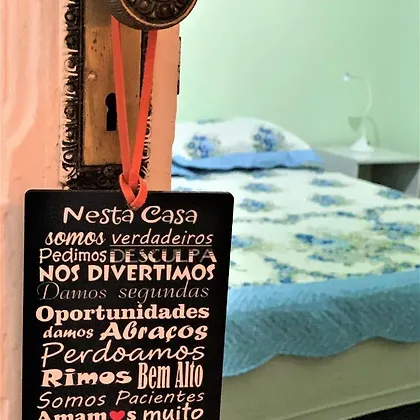 Nesta Casa
somos verdadeiros
Pedimos DESCULPA
NOS DIVERTIMOS
Damos segundas
Oportunidades
damos Abraços
Perdoamos
Rimos Bem Alto
Somos Pacientes
Amamos muito